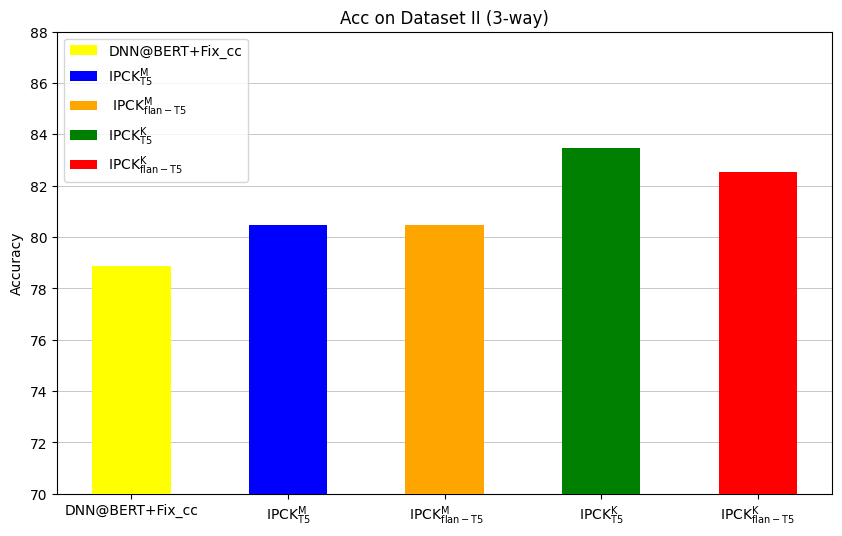 Acc on Dataset II (3-way)
DNN@BERT+Fix_cc
IPCK^M_T5
IPCK^M_flan−T5
IPCK^K_T5
IPCK^K_flan−T5
88
86
84
82
80
78
76
74
72
70
Accuracy
DNN@BERT+Fix_cc IPCK^M_T5 IPCK^M_flan−T5 IPCK^K_T5 IPCK^K_flan−T5